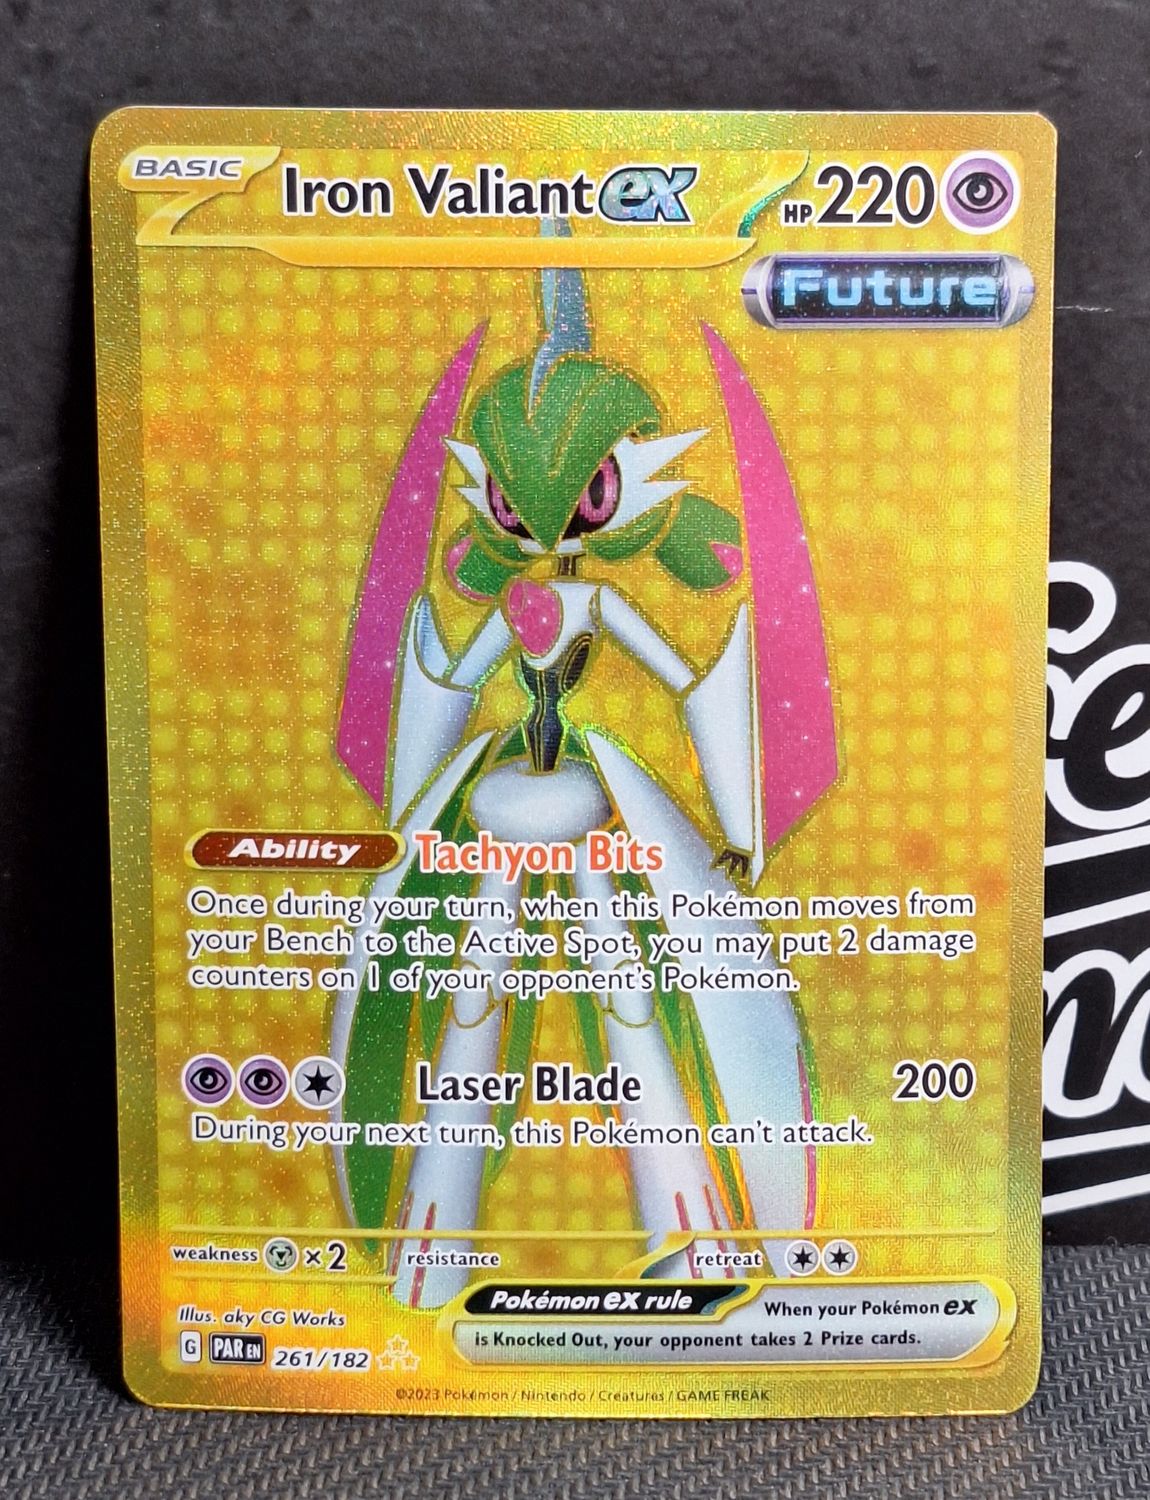 BASIC Iron Valiant ex HP 220
Future
Ability Tachyon Bits
Once during your turn, when this Pokémon moves from
your Bench to the Active Spot, you may put 2 damage
counters on 1 of your opponent's Pokémon.
Laser Blade 200
During your next turn, this Pokémon can't attack.
weakness ×2 resistance retreat
Illus. aky CG Works
Pokémon ex rule When your Pokémon ex
is Knocked Out, your opponent takes 2 Prize cards.
G PAR EN 261/182
©2023 Pokémon / Nintendo / Creatures / GAME FREAK